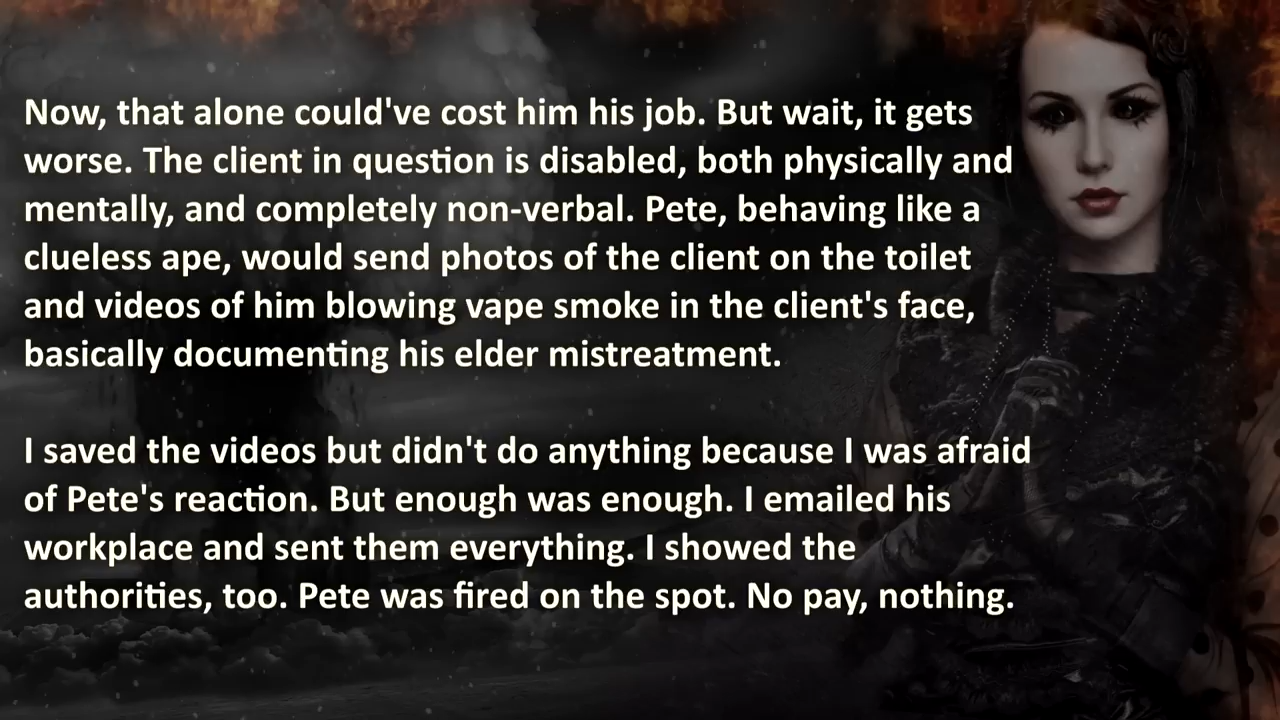 Now, that alone could've cost him his job. But wait, it gets
worse. The client in question is disabled, both physically and
mentally, and completely non-verbal. Pete, behaving like a
clueless ape, would send photos of the client on the toilet
and videos of him blowing vape smoke in the client's face,
basically documenting his elder mistreatment.
I saved the videos but didn't do anything because I was afraid
of Pete's reaction. But enough was enough. I emailed his
workplace and sent them everything. I showed the
authorities, too. Pete was fired on the spot. No pay, nothing.